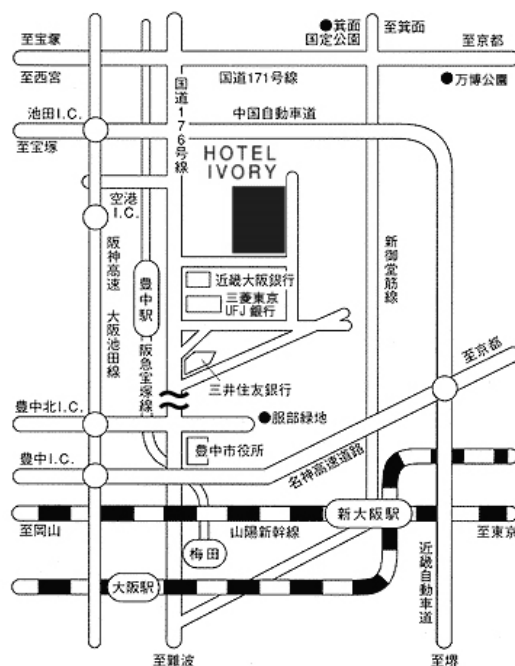 至宝塚
●箕面
国定公園
至箕面
至京都
至西宮
国道171号線
●万博公園
国道176号線
池田I.C.
中国自動車道
至宝塚
HOTEL
IVORY
空港
I.C.
阪神高速 大阪池田線
豊中駅
阪急宝塚線
近畿大阪銀行
三菱東京
UFJ銀行
新御堂筋線
三井住友銀行
至京都
豊中北I.C.
●服部緑地
豊中市役所
豊中I.C.
名神高速道路
至岡山
山陽新幹線
新大阪駅
至東京
梅田
近畿自動車道
大阪駅
至難波
至堺